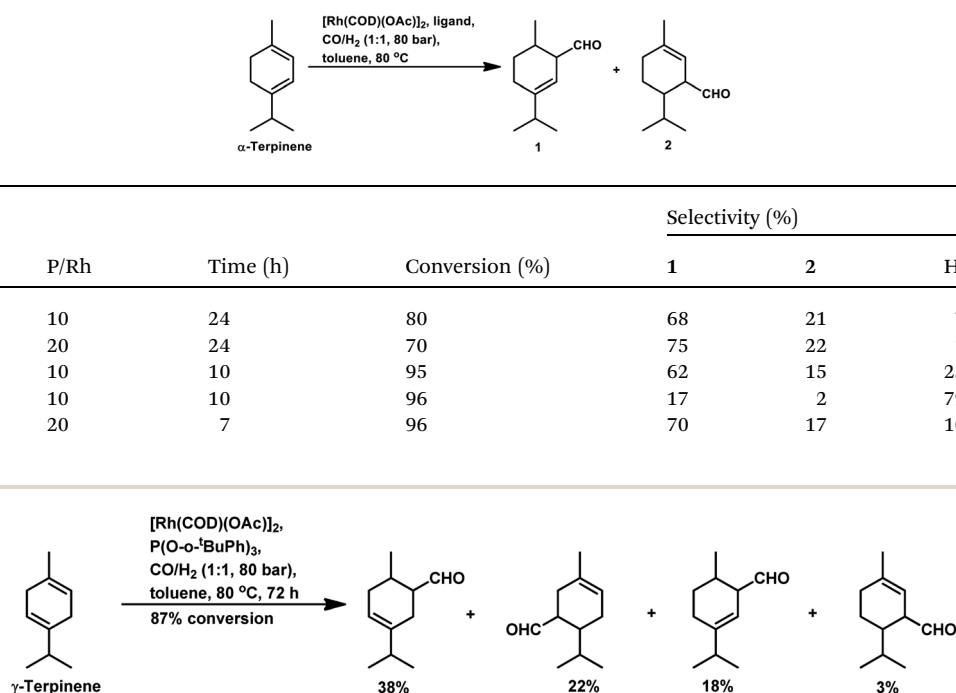 [Rh(COD)(OAc)]2, ligand,
CO/H2 (1:1, 80 bar),
toluene, 80 °C
CHO
+
CHO
α-Terpinene
1
2
Selectivity (%)
P/Rh Time (h) Conversion (%) 1 2
10 24 80 68 21
20 24 70 75 22
10 10 95 62 15
10 10 96 17 2
20 7 96 70 17
[Rh(COD)(OAc)]2,
P(O-o-tBuPh)3,
CO/H2 (1:1, 80 bar),
toluene, 80 °C, 72 h
87% conversion
CHO
+
OHC
+
CHO
+
CHO
γ-Terpinene
38%
22%
18%
3%